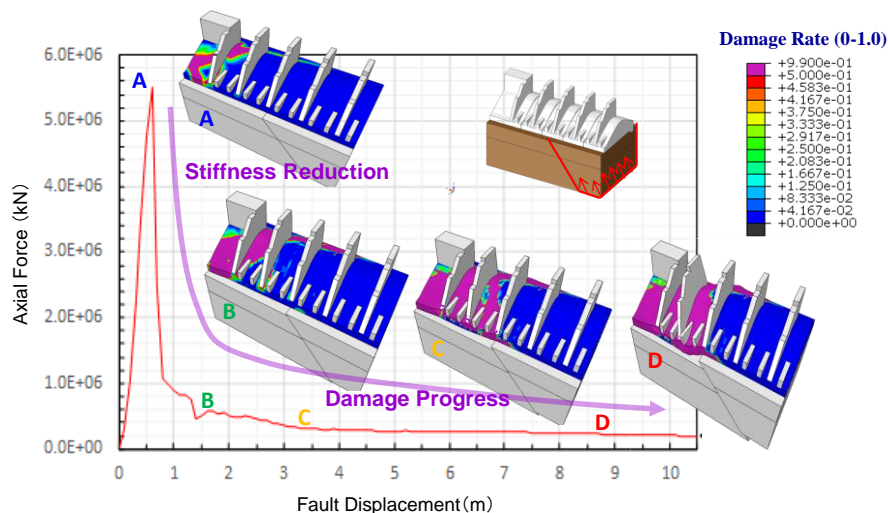 Damage Rate (0-1.0)
+9.900e-01
+5.000e-01
+4.583e-01
+4.167e-01
+3.750e-01
+3.333e-01
+2.917e-01
+2.500e-01
+2.083e-01
+1.667e-01
+1.250e-01
+8.333e-02
+4.167e-02
+0.000e+00
6.0E+06
5.0E+06
4.0E+06
3.0E+06
2.0E+06
1.0E+06
0.0E+00
Axial Force (kN)
A
A
Stiffness Reduction
B
B
C
C
D
D
Damage Progress
0 1 2 3 4 5 6 7 8 9 10
Fault Displacement(m)